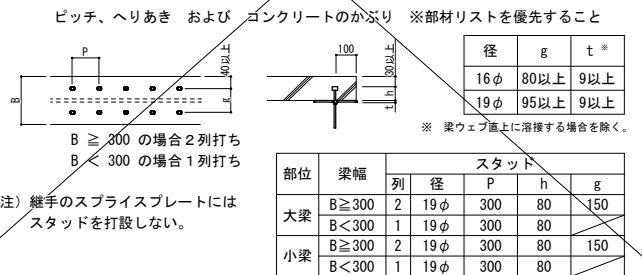 ピッチ、へりあき および コンクリートのかぶり ※部材リストを優先すること
P
40以上
B
g
B ≧ 300 の場合2列打ち
B < 300 の場合1列打ち
注) 継手のスプライスプレートには
スタッドを打設しない。
100
30以上
h
t
径 g t ※
16φ 80以上 9以上
19φ 95以上 9以上
※ 梁ウェブ直上に溶接する場合を除く。
部位 梁幅 スタッド
列 径 P h g
大梁 B≧300 2 19φ 300 80 150
B<300 1 19φ 300 80
小梁 B≧300 2 19φ 300 80 150
B<300 1 19φ 300 80